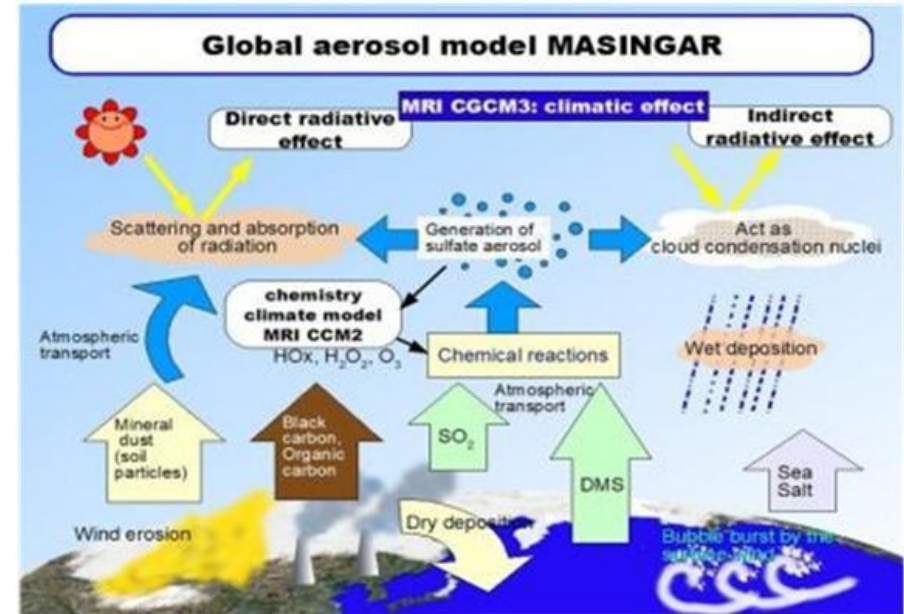 Global aerosol model MASINGAR
MRI CGCM3: climatic effect
Direct radiative
effect
Indirect
radiative effect
Scattering and absorption
of radiation
Generation of
sulfate aerosol
Act as
cloud condensation nuclei
chemistry
climate model
MRI CCM2
HOx, H₂O₂, O₃
Atmospheric
transport
Chemical reactions
Wet deposition
Atmospheric
transport
Mineral
dust
(soil
particles)
Black
carbon,
Organic
carbon
SO₂
DMS
Sea
Salt
Wind erosion
Dry deposition
Bubble burst by the
surface wind